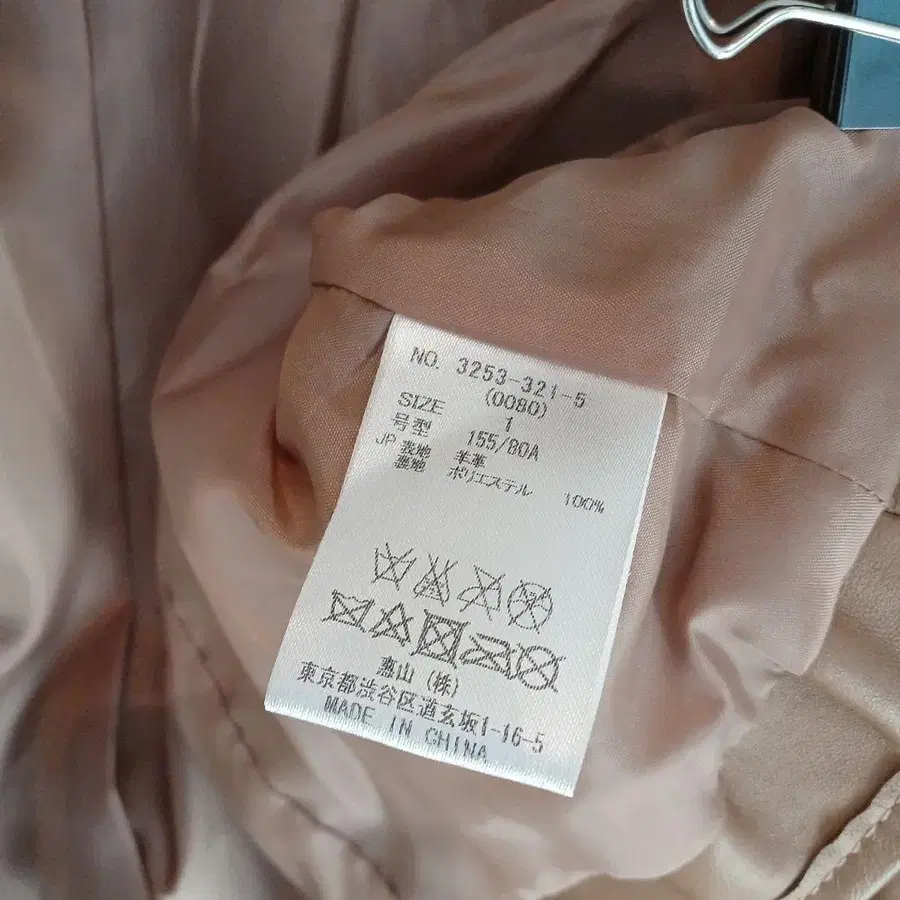 NO. 3253-321-5
(0080)
SIZE 1
号型 155/80A
JP 表地 羊革
裏地 ポリエステル 100%
惠山 (株)
東京都渋谷区道玄坂1-16-5
MADE IN CHINA